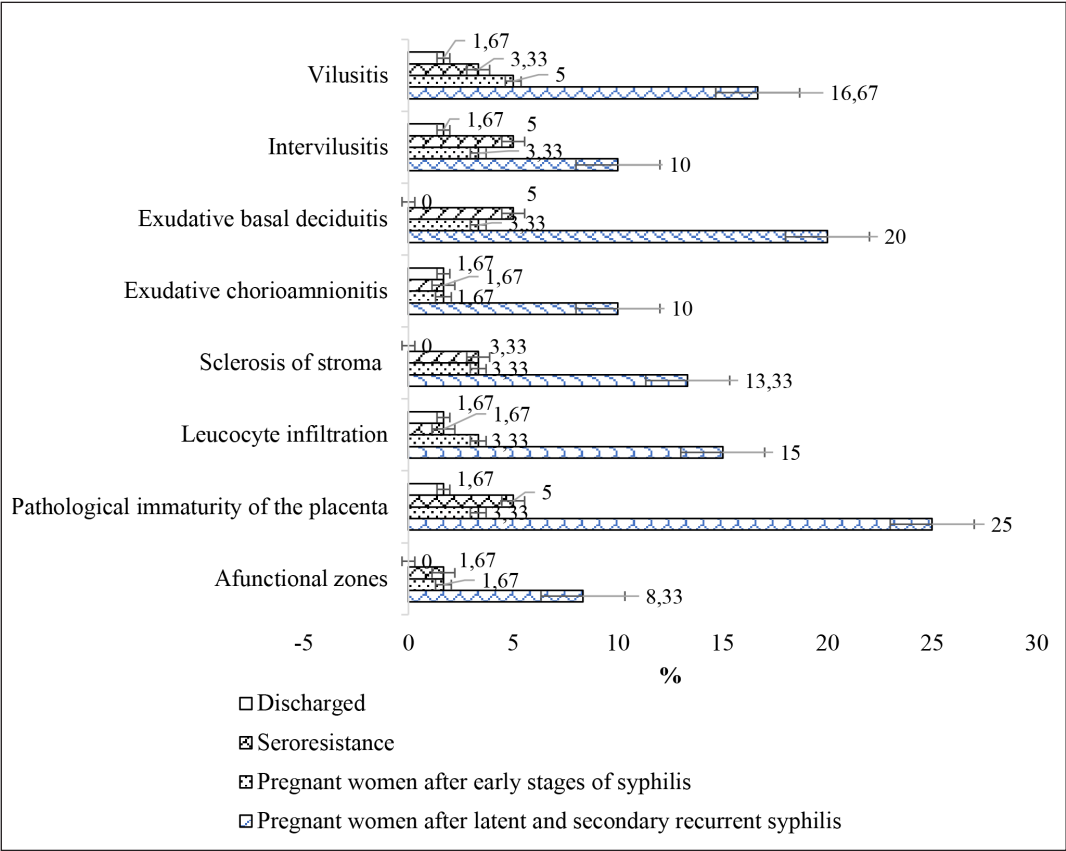 Vilusitis
1,67
3,33
5
16,67
Intervilusitis
1,67
5
3,33
10
Exudative basal deciduitis
0
5
3,33
20
Exudative chorioamnionitis
1,67
1,67
1,67
10
Sclerosis of stroma
0
3,33
3,33
13,33
Leucocyte infiltration
1,67
1,67
3,33
15
Pathological immaturity of the placenta
1,67
5
3,33
25
Afunctional zones
0
1,67
1,67
8,33
-5 0 5 10 15 20 25 30
%
Discharged
Seroresistance
Pregnant women after early stages of syphilis
Pregnant women after latent and secondary recurrent syphilis